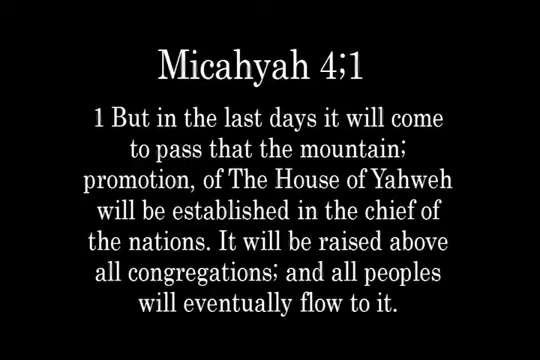 Micahyah 4;1
1 But in the last days it will come
to pass that the mountain;
promotion, of The House of Yahweh
will be established in the chief of
the nations. It will be raised above
all congregations; and all peoples
will eventually flow to it.